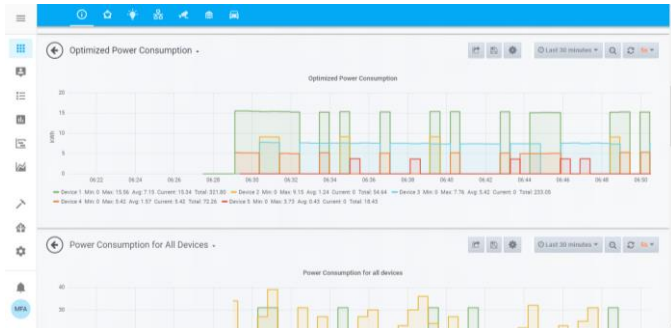 Optimized Power Consumption
Last 30 minutes
5s
Optimized Power Consumption
20
15
10
5
0
kWh
06:22 06:24 06:26 06:28 06:30 06:32 06:34 06:36 06:38 06:40 06:42 06:44 06:46 06:48 06:50
Device 1 Min: 0 Max: 15.56 Avg: 7.15 Current: 15.34 Total: 321.80 Device 2 Min: 0 Max: 9.15 Avg: 1.24 Current: 0 Total: 54.64 Device 3 Min: 0 Max: 7.76 Avg: 5.42 Current: 0 Total: 233.05
Device 4 Min: 0 Max: 5.42 Avg: 1.57 Current: 5.42 Total: 72.26 Device 5 Min: 0 Max: 3.73 Avg: 0.43 Current: 0 Total: 18.43
Power Consumption for All Devices
Last 30 minutes
5s
Power Consumption for all devices
40
30
MFA